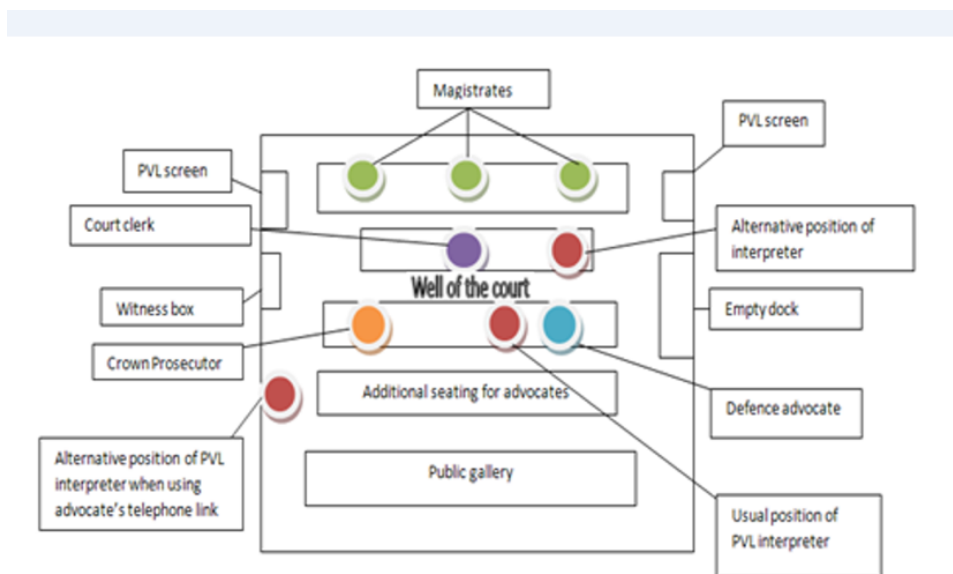 Magistrates
PVL screen
PVL screen
Court clerk
Alternative position of
interpreter
Well of the court
Witness box
Empty dock
Crown Prosecutor
Additional seating for advocates
Defence advocate
Alternative position of PVL
interpreter when using
advocate's telephone link
Public gallery
Usual position of
PVL interpreter